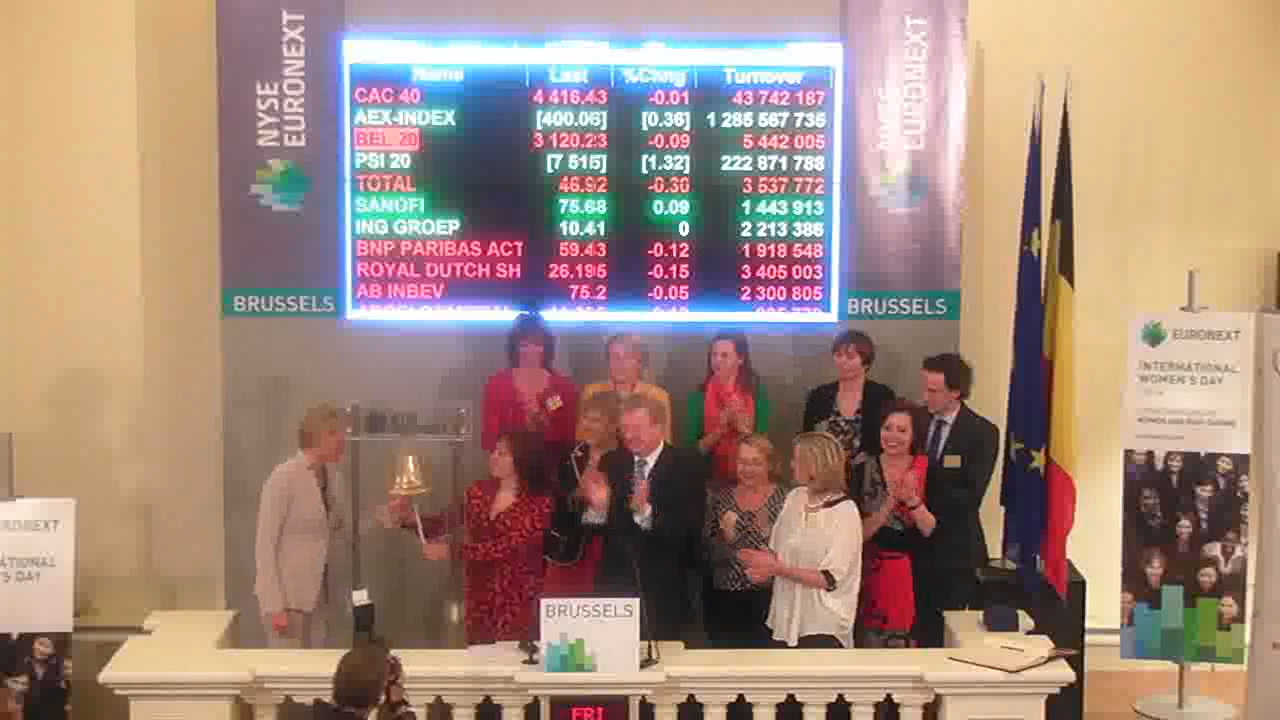 NYSE EURONEXT
NYSE EURONEXT
Name Last %Chng Turnover
CAC 40 4 416.43 -0.01 43 742 187
AEX-INDEX [400.06] [0.36] 1 285 567 735
BEL 20 3 120.23 -0.09 5 442 005
PSI 20 [7 515] [1.32] 222 871 788
TOTAL 46.92 -0.30 3 537 772
SANOFI 75.68 0.09 1 443 913
ING GROEP 10.41 0 2 213 386
BNP PARIBAS ACT 59.43 -0.12 1 918 548
ROYAL DUTCH SH 26.195 -0.15 3 405 003
AB INBEV 75.2 -0.05 2 300 805
BRUSSELS
BRUSSELS
EURONEXT
INTERNATIONAL
WOMEN'S DAY
RONEXT
ATIONAL
'S DAY
BRUSSELS
FRI